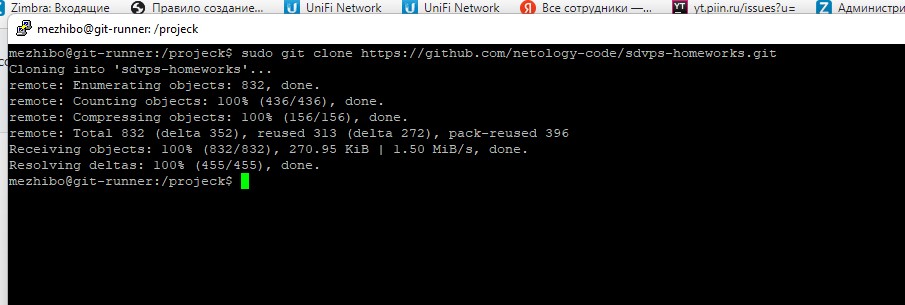 Zimbra: Входящие Правило создание... UniFi Network UniFi Network Все сотрудники —... yt.piin.ru/issues?u= Администри
mezhibo@git-runner: /projeck
mezhibo@git-runner:/projeck$ sudo git clone https://github.com/netology-code/sdvps-homeworks.git
Cloning into 'sdvps-homeworks'...
remote: Enumerating objects: 832, done.
remote: Counting objects: 100% (436/436), done.
remote: Compressing objects: 100% (156/156), done.
remote: Total 832 (delta 352), reused 313 (delta 272), pack-reused 396
Receiving objects: 100% (832/832), 270.95 KiB | 1.50 MiB/s, done.
Resolving deltas: 100% (455/455), done.
mezhibo@git-runner:/projeck$